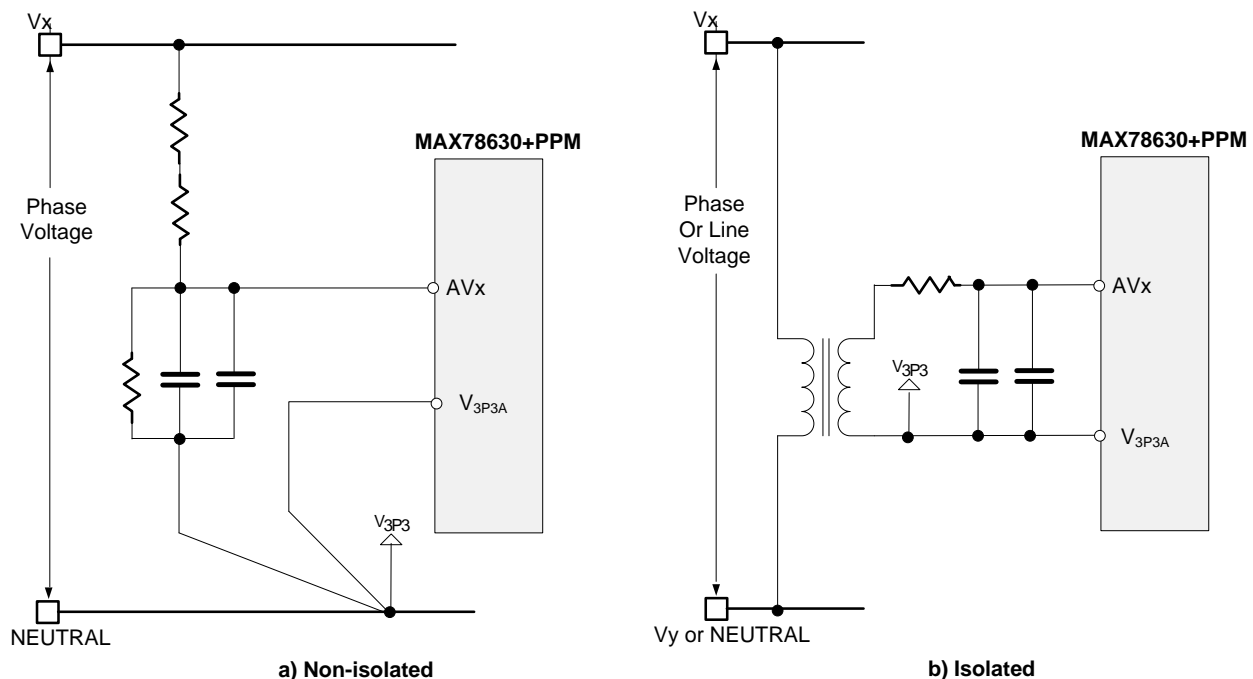 Vx
MAX78630+PPM
Phase
Voltage
AVx
V3P3A
V3P3
NEUTRAL
a) Non-isolated
Vx
MAX78630+PPM
Phase
Or Line
Voltage
AVx
V3P3
V3P3A
Vy or NEUTRAL
b) Isolated